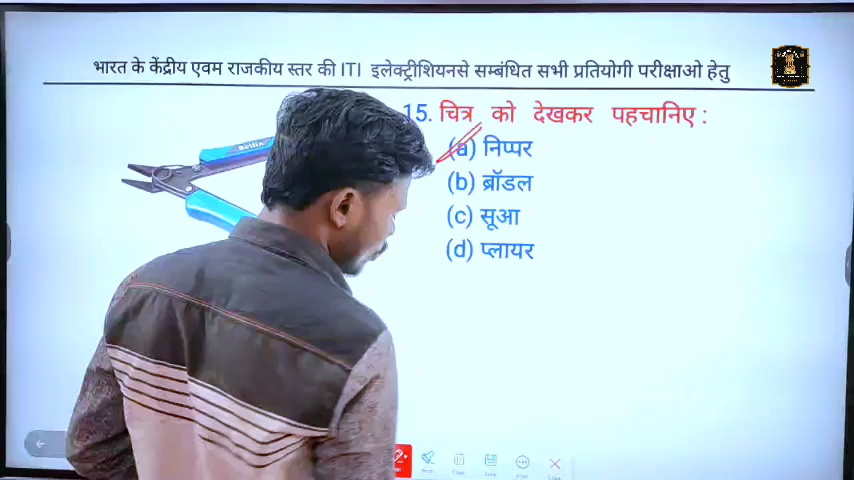 भारत के केंद्रीय एवम राजकीय स्तर की ITI इलेक्ट्रीशियनसे सम्बंधित सभी प्रतियोगी परीक्षाओ हेतु
15. चित्र को देखकर पहचानिए :
(a) निप्पर
(b) ब्रॉडल
(c) सूआ
(d) प्लायर